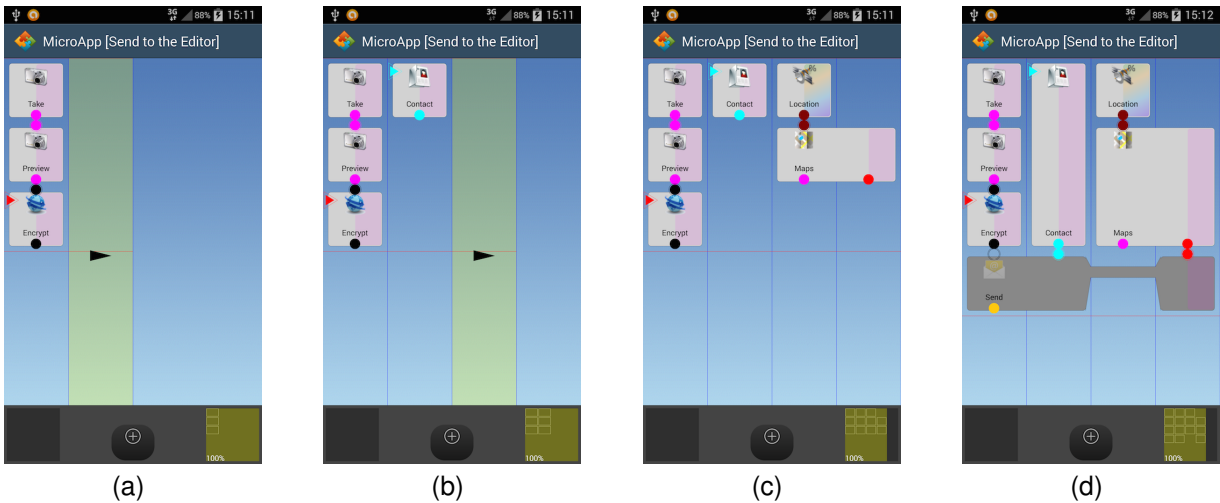 3G 88% 15:11
MicroApp [Send to the Editor]
Take
Preview
Encrypt
100%
(a)
3G 88% 15:11
MicroApp [Send to the Editor]
Take Contact
Preview
Encrypt
100%
(b)
3G 88% 15:11
MicroApp [Send to the Editor]
Take Contact Location
Preview Maps
Encrypt
100%
(c)
3G 88% 15:12
MicroApp [Send to the Editor]
Take Location
Preview
Encrypt Contact Maps
Send
100%
(d)